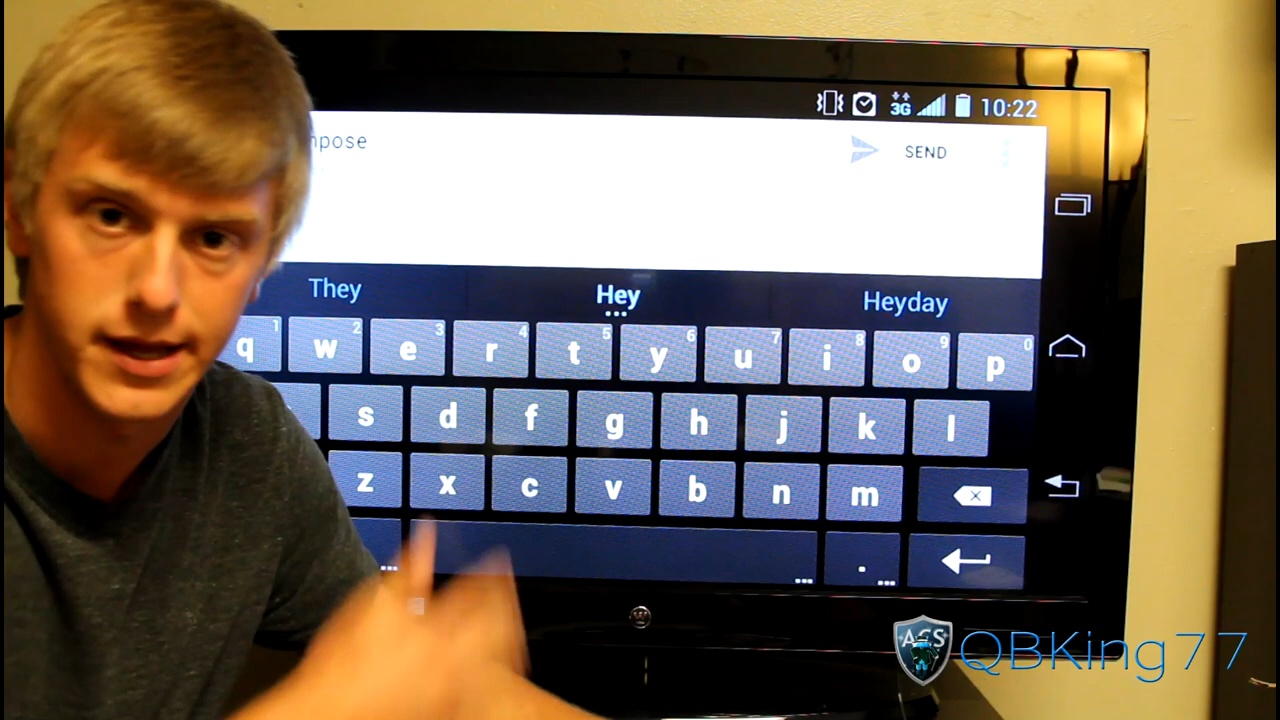 3G 10:22
mpose
SEND
They Hey Heyday
q 1 w 2 e 3 r 4 t 5 y 6 u 7 i 8 o 9 p 0
s d f g h j k l
z x c v b n m
.
W
ACS
QBKing77